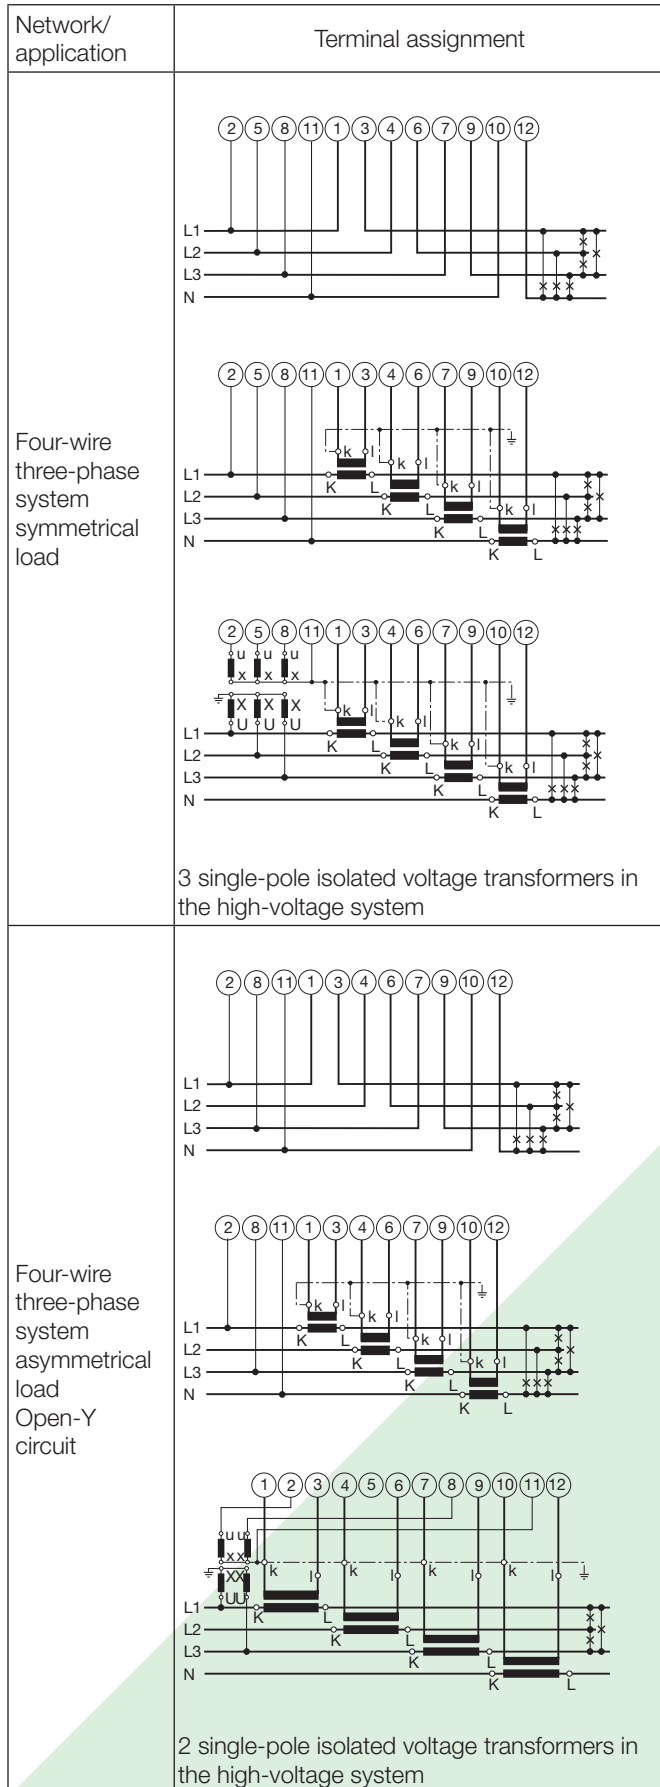 Network/
application
Terminal assignment
Four-wire
three-phase
system
symmetrical
load
2 5 8 11 1 3 4 6 7 9 10 12
L1
L2
L3
N
2 5 8 11 1 3 4 6 7 9 10 12
k l
k l
k l
k l
L1
K L
L2
K L
L3
K L
N
K L
2 5 8 11 1 3 4 6 7 9 10 12
u u u
x x x
X X X
U U U
k l
k l
k l
k l
L1
K L
L2
K L
L3
K L
N
K L
3 single-pole isolated voltage transformers in
the high-voltage system
Four-wire
three-phase
system
asymmetrical
load
Open-Y
circuit
2 8 11 1 3 4 6 7 9 10 12
L1
L2
L3
N
2 8 11 1 3 4 6 7 9 10 12
k l
k l
k l
k l
L1
K L
L2
K L
L3
K L
N
K L
1 2 3 4 5 6 7 8 9 10 11 12
u u
x x
X X
U U
k l k l k l k l
L1
K L
L2
K L
L3
K L
N
K L
2 single-pole isolated voltage transformers in
the high-voltage system